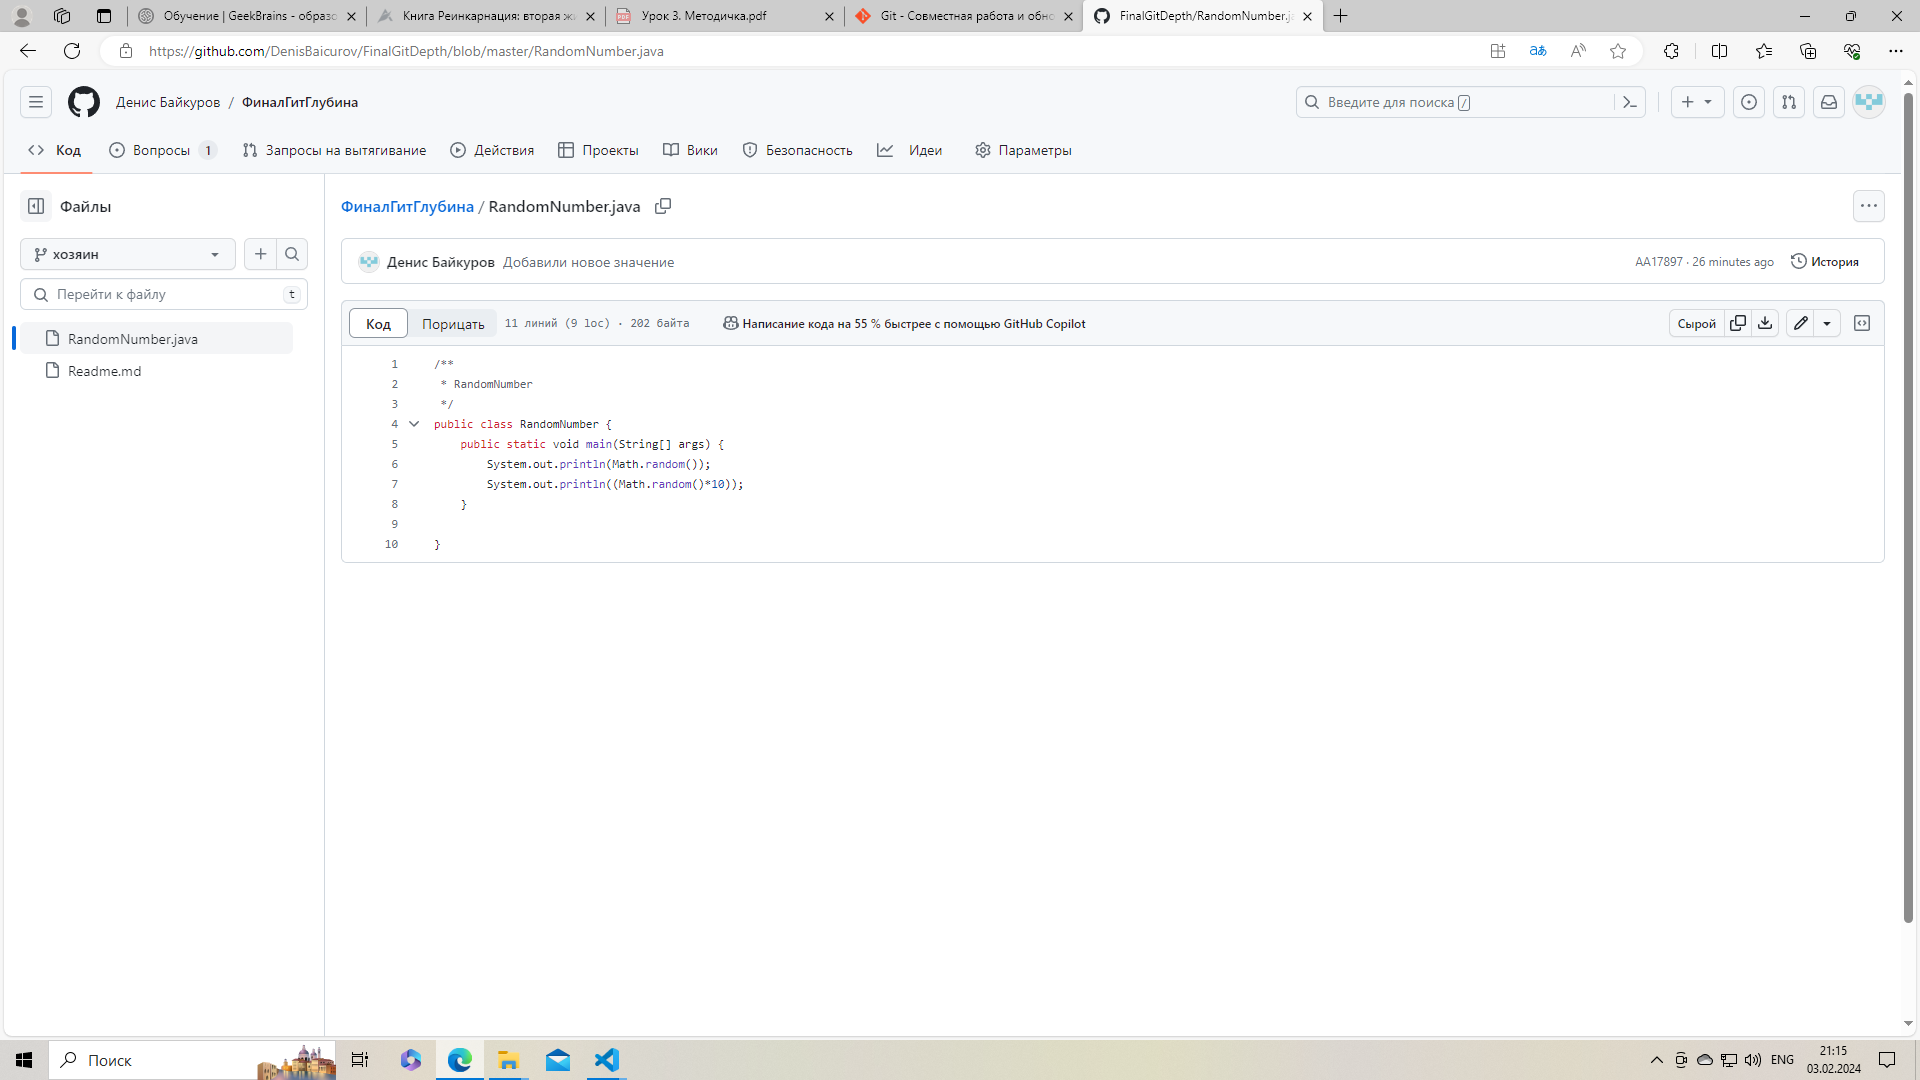 Обучение | GeekBrains - образо
Книга Реинкарнация: вторая жи
Урок 3. Методичка.pdf
Git - Совместная работа и обно
FinalGitDepth/RandomNumber.ja
https://github.com/DenisBaicurov/FinalGitDepth/blob/master/RandomNumber.java
Денис Байкуров / ФиналГитГлубина
Введите для поиска /
Код
Вопросы 1
Запросы на вытягивание
Действия
Проекты
Вики
Безопасность
Идеи
Параметры
Файлы
ФиналГитГлубина / RandomNumber.java
хозяин
Перейти к файлу t
RandomNumber.java
Readme.md
Денис Байкуров Добавили новое значение
AA17897 · 26 minutes ago
История
Код
Порицать
11 линий (9 loc) · 202 байта
Написание кода на 55 % быстрее с помощью GitHub Copilot
Сырой
1 /**
2  * RandomNumber
3  */
4 public class RandomNumber {
5     public static void main(String[] args) {
6         System.out.println(Math.random());
7         System.out.println((Math.random()*10));
8     }
9
10 }
Поиск
ENG
21:15
03.02.2024